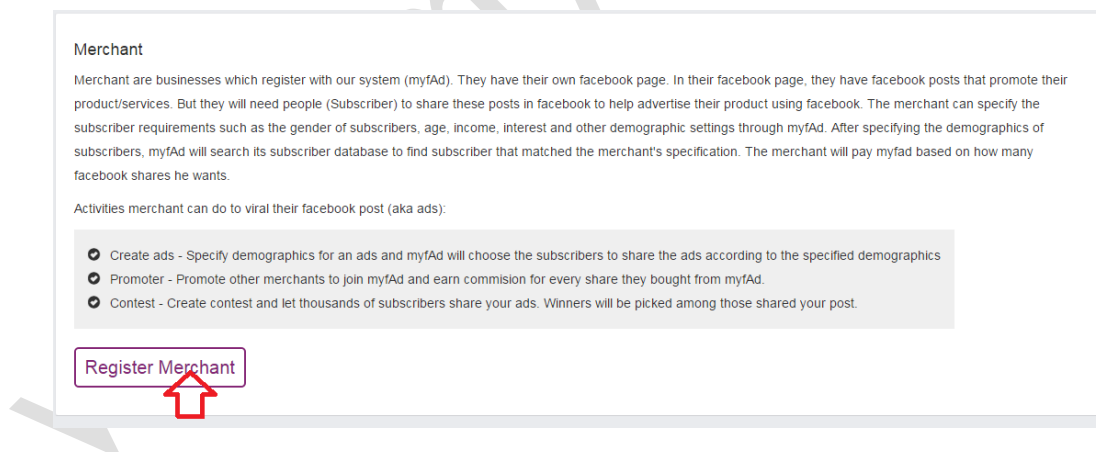 Merchant
Merchant are businesses which register with our system (myfAd). They have their own facebook page. In their facebook page, they have facebook posts that promote their
product/services. But they will need people (Subscriber) to share these posts in facebook to help advertise their product using facebook. The merchant can specify the
subscriber requirements such as the gender of subscribers, age, income, interest and other demographic settings through myfAd. After specifying the demographics of
subscribers, myfAd will search its subscriber database to find subscriber that matched the merchant's specification. The merchant will pay myfad based on how many
facebook shares he wants.
Activities merchant can do to viral their facebook post (aka ads):
Create ads - Specify demographics for an ads and myfAd will choose the subscribers to share the ads according to the specified demographics
Promoter - Promote other merchants to join myfAd and earn commision for every share they bought from myfAd.
Contest - Create contest and let thousands of subscribers share your ads. Winners will be picked among those shared your post.
Register Merchant